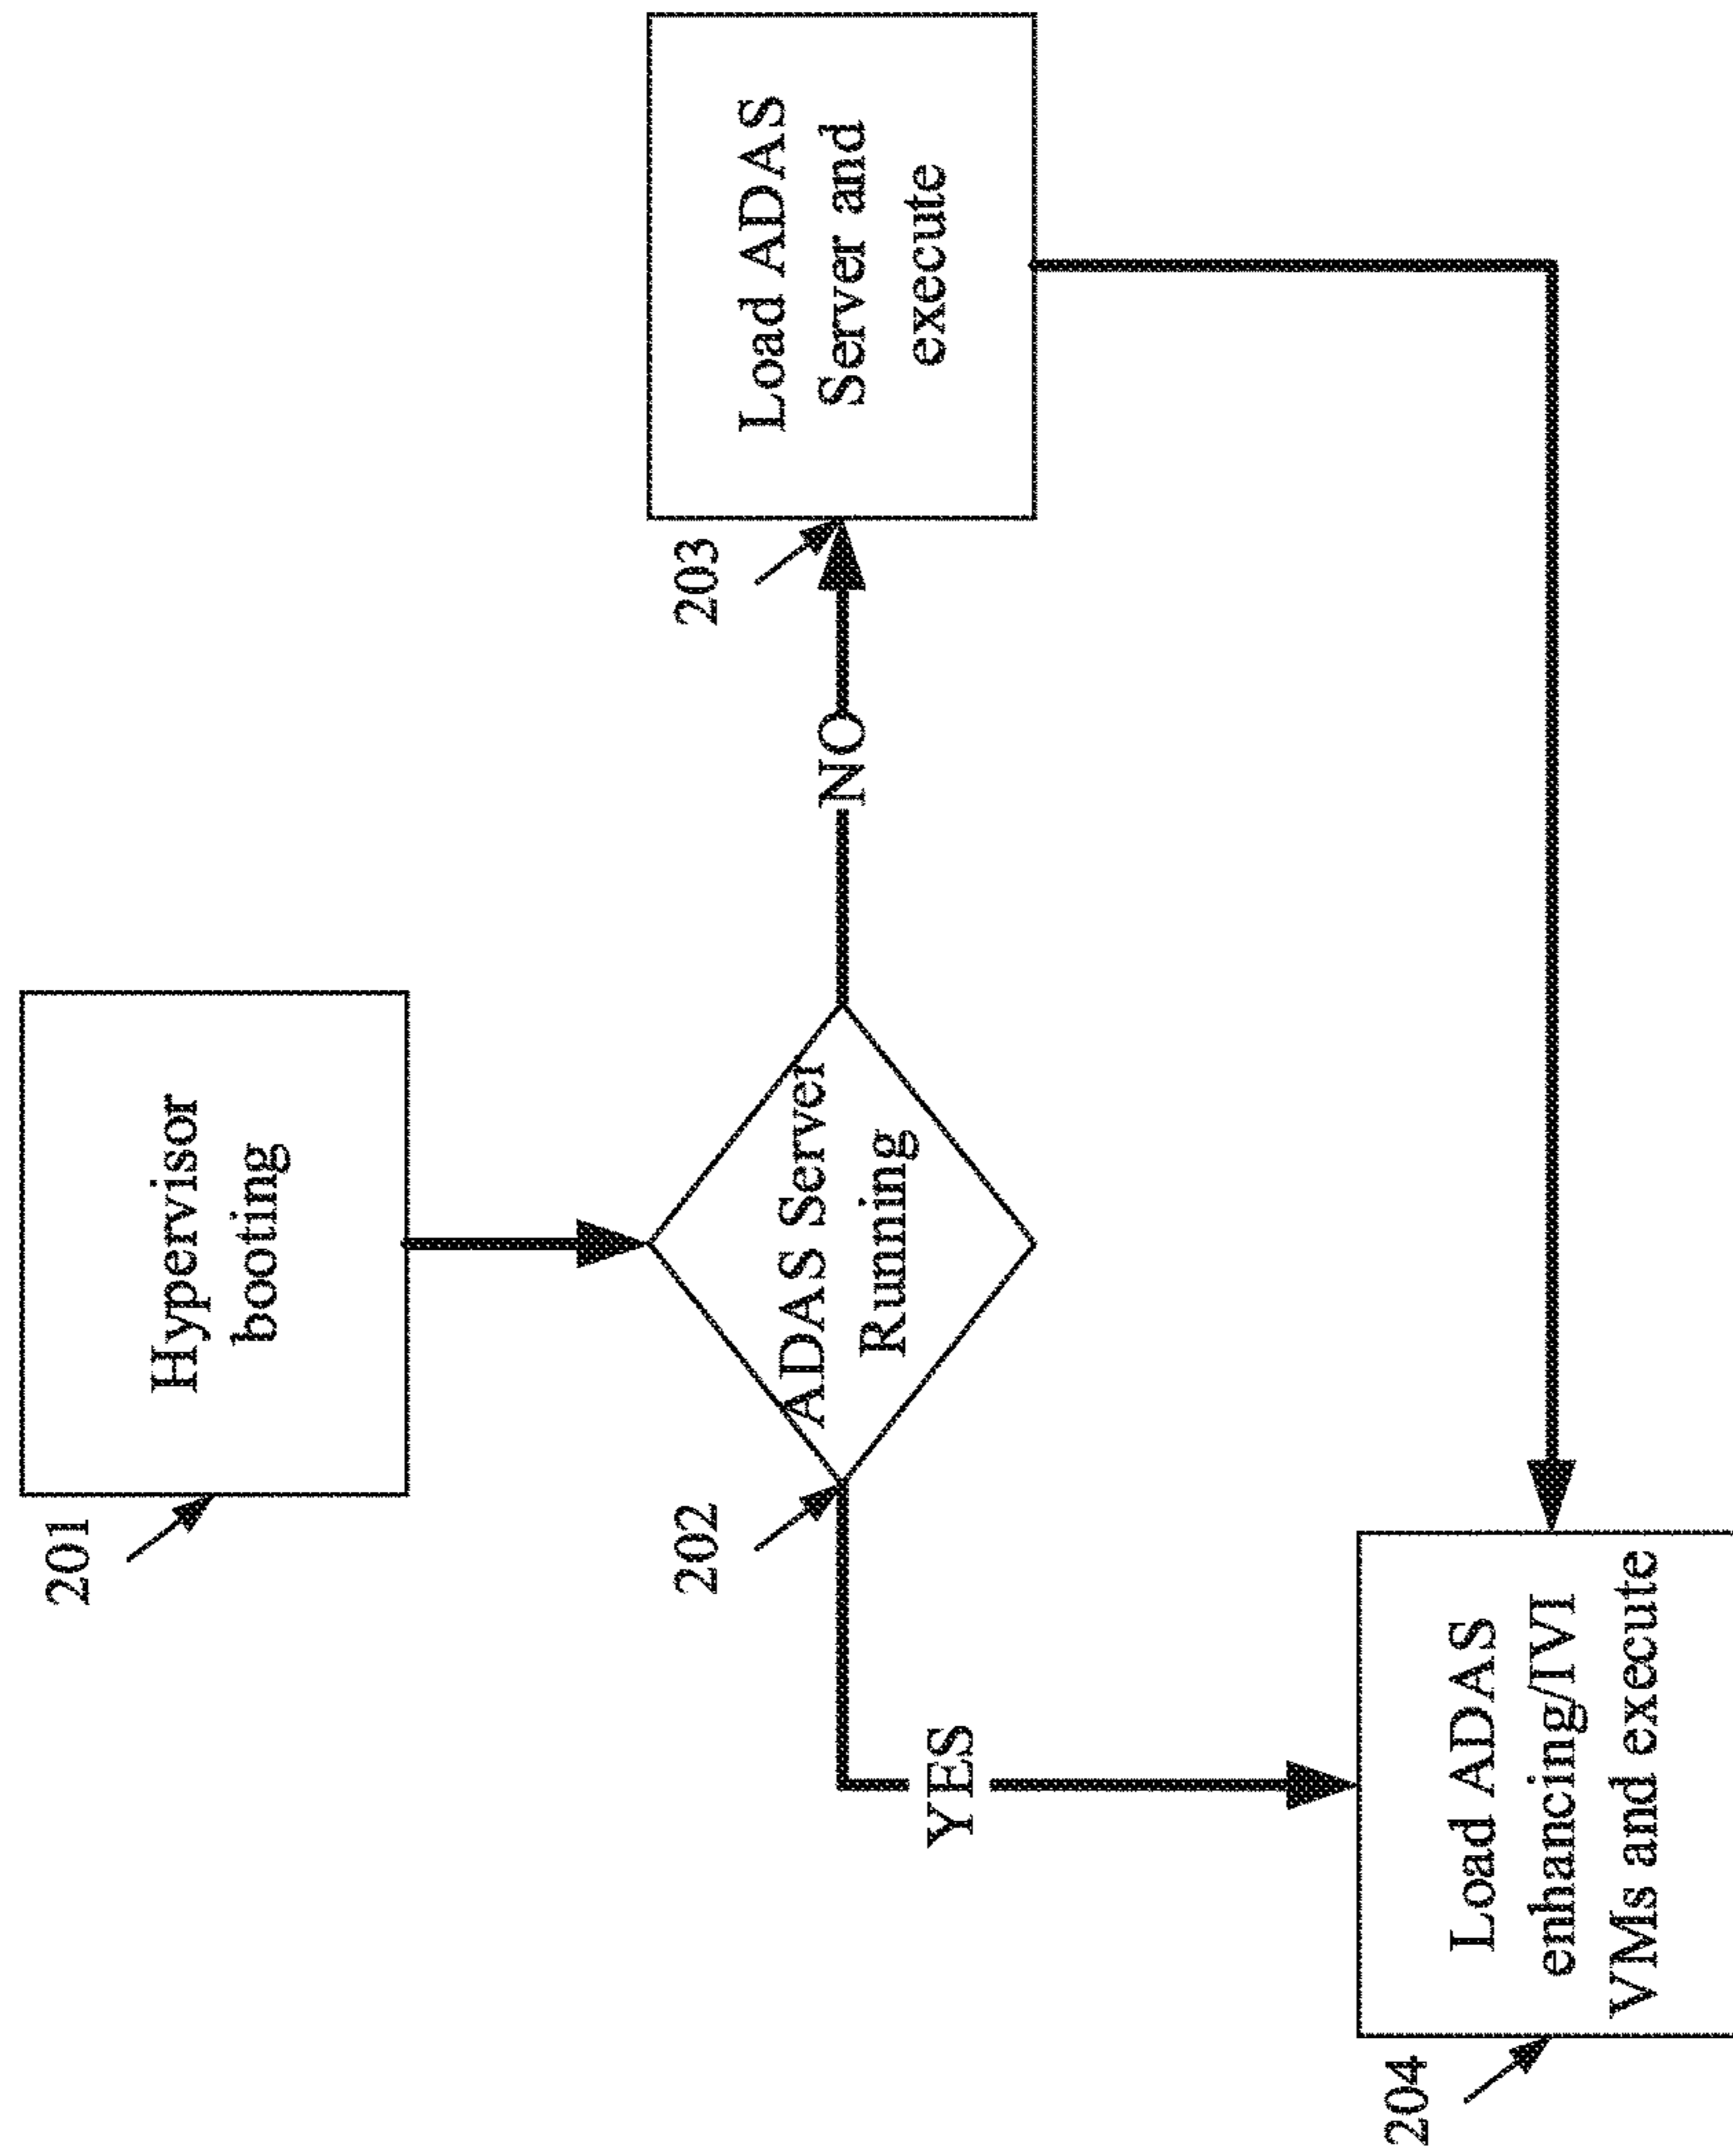 201
Hypervisor
booting
202
ADAS Server
Running
YES
NO
203
Load ADAS
Server and
execute
204
Load ADAS
enhancing/IVI
VMs and execute